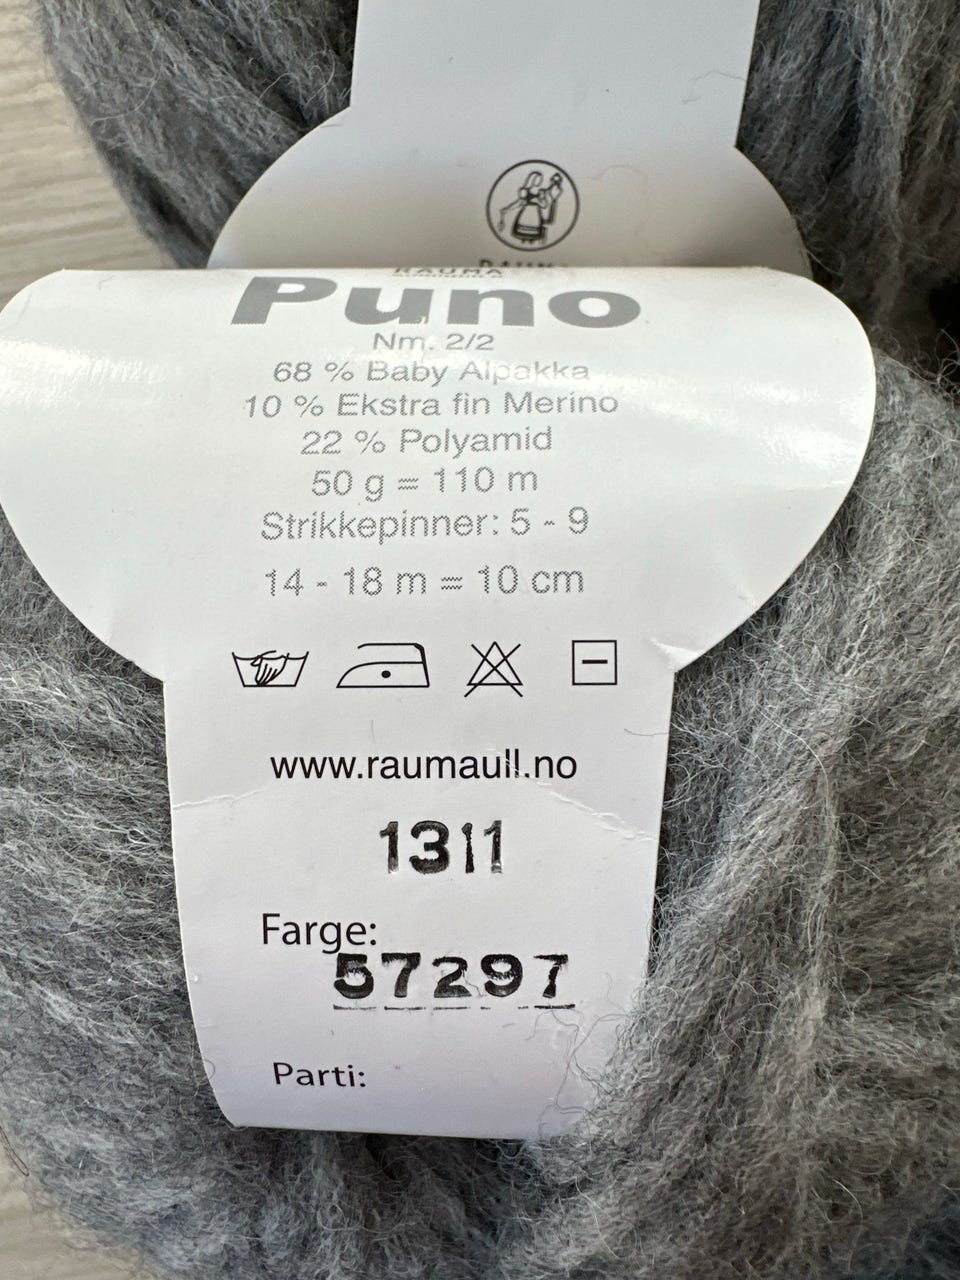 RAUMA
Puno
Nm. 2/2
68 % Baby Alpakka
10 % Ekstra fin Merino
22 % Polyamid
50 g = 110 m
Strikkepinner: 5 - 9
14 - 18 m = 10 cm
www.raumaull.no
1311
Farge:
57297
Parti: